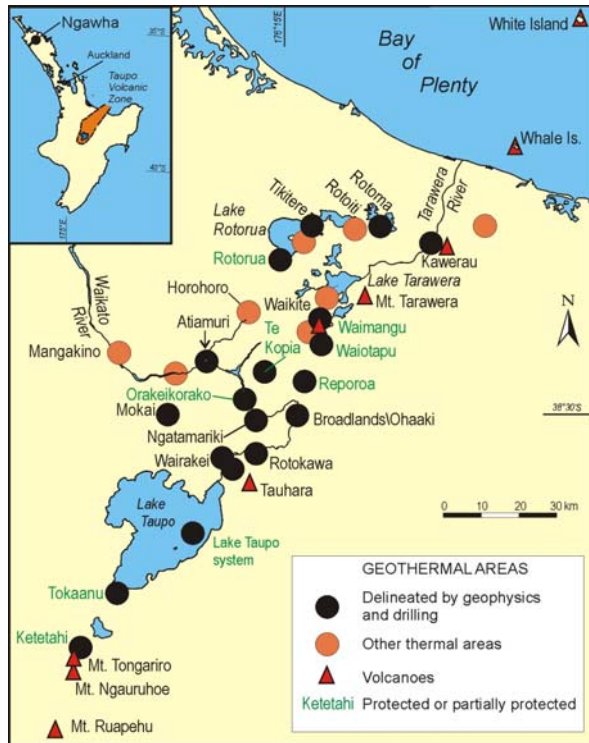 Ngawha
Auckland
Taupo
Volcanic
Zone
35°S
40°S
175°E
176°15'E
White Island
Bay
of
Plenty
Whale Is.
Tikitere
Rotoiti
Rotoma
Tarawera
River
Lake
Rotorua
Rotorua
Kawerau
Lake Tarawera
Mt. Tarawera
Horohoro
Waikite
Waikato
River
Atiamuri
Te
Kopia
Waimangu
Waiotapu
Mangakino
Orakeikorako
Reporoa
Mokai
Ngatamariki
Broadlands\Ohaaki
38°30'S
N
Wairakei
Rotokawa
Tauhara
Lake
Taupo
Lake Taupo
system
Tokaanu
Ketetahi
Mt. Tongariro
Mt. Ngauruhoe
Mt. Ruapehu
0 10 20 30 km
GEOTHERMAL AREAS
Delineated by geophysics
and drilling
Other thermal areas
Volcanoes
Ketetahi Protected or partially protected